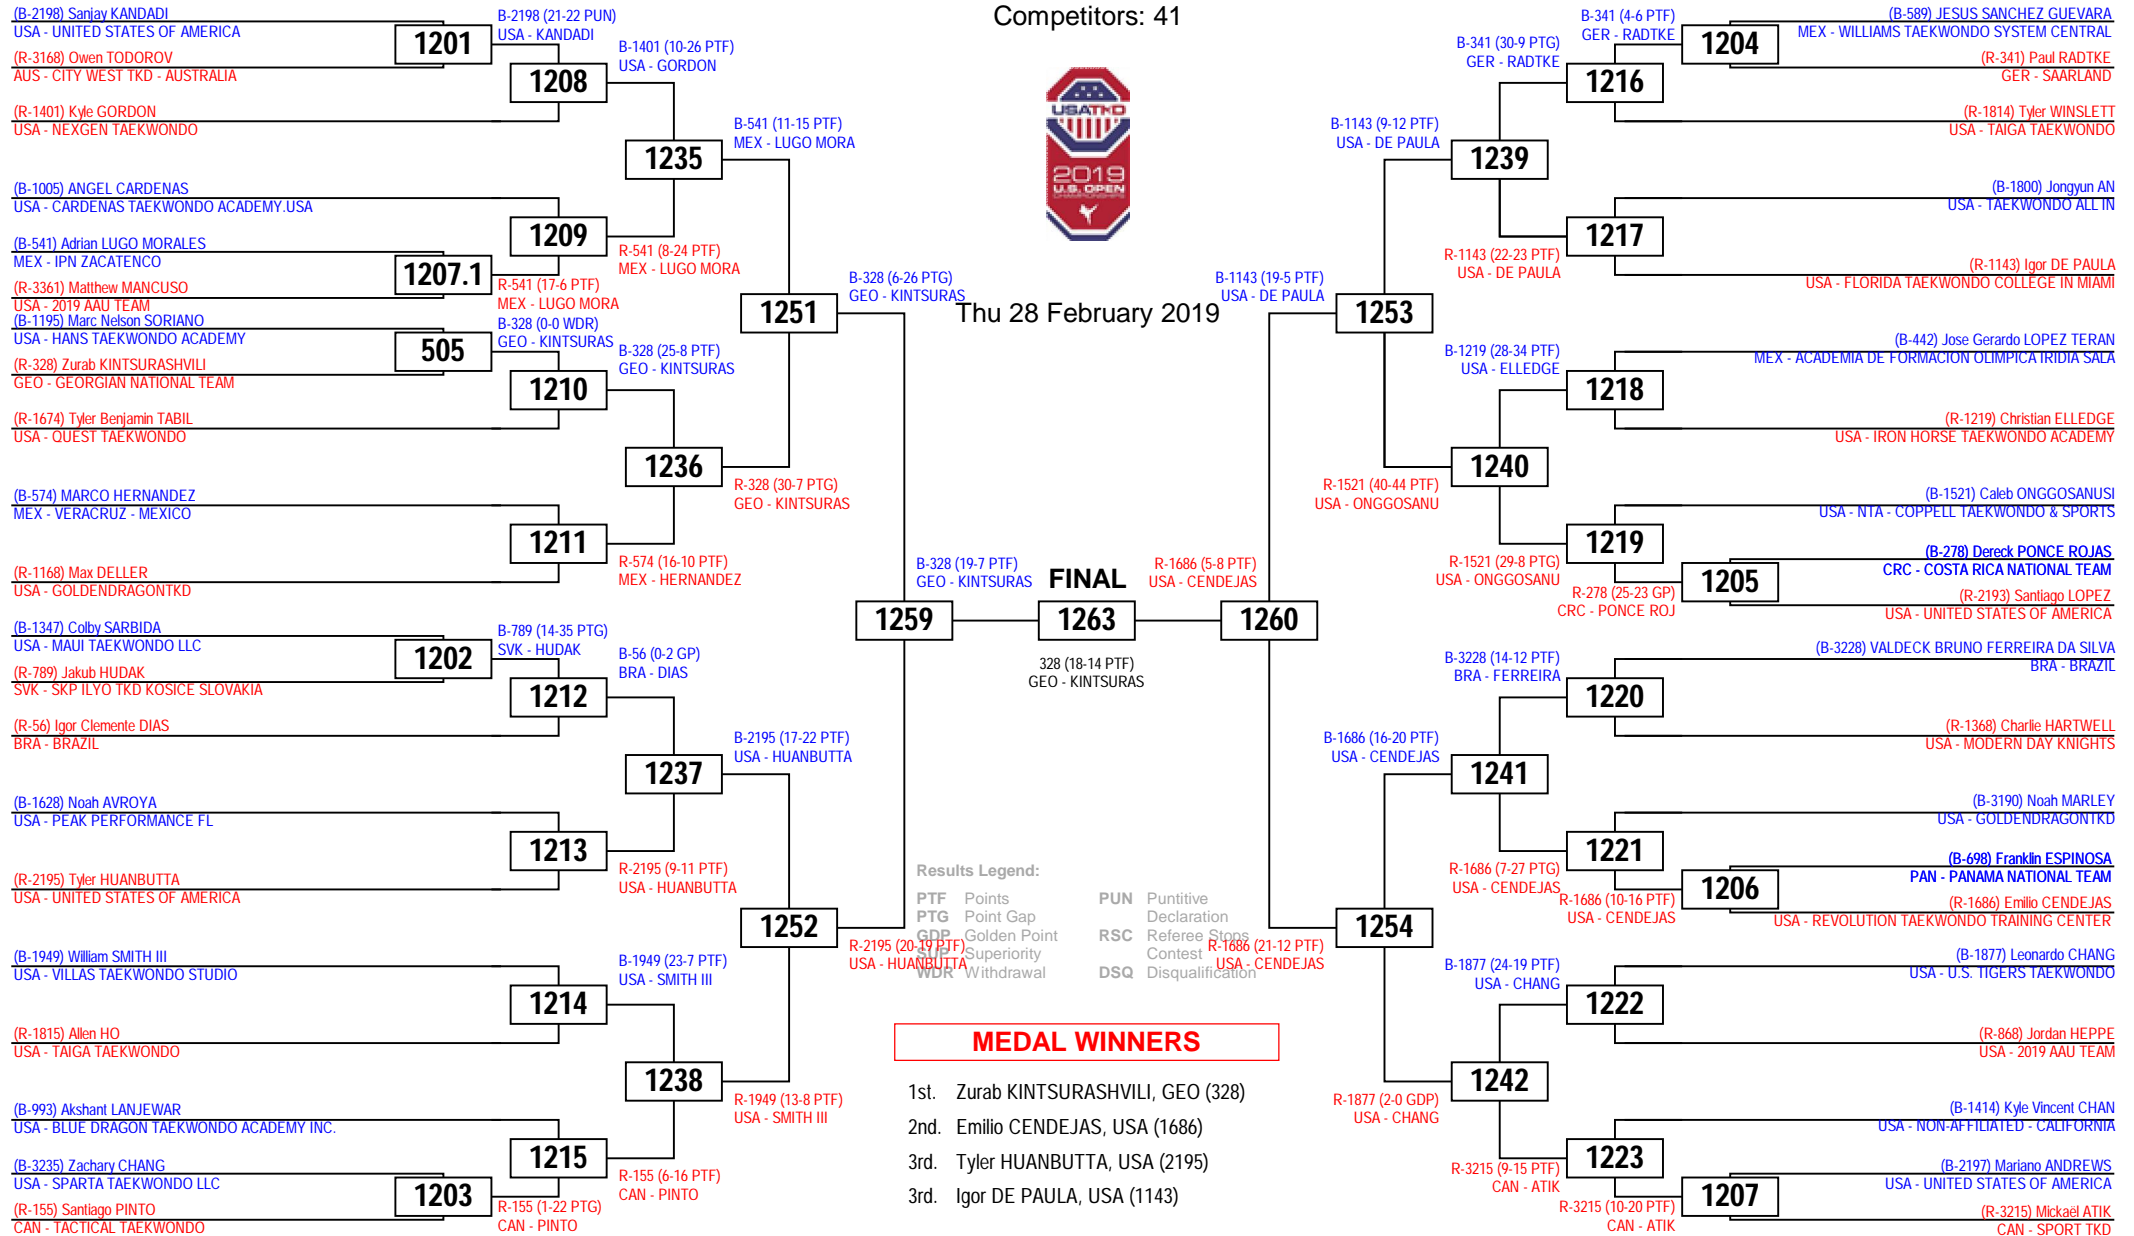 Competitors: 41
USATKD
2019
U.S. OPEN
CHAMPIONSHIPS
Thu 28 February 2019
(B-2198) Sanjay KANDADI
USA - UNITED STATES OF AMERICA
(R-3168) Owen TODOROV
AUS - CITY WEST TKD - AUSTRALIA
(R-1401) Kyle GORDON
USA - NEXGEN TAEKWONDO
(B-1005) ANGEL CARDENAS
USA - CARDENAS TAEKWONDO ACADEMY.USA
(B-541) Adrian LUGO MORALES
MEX - IPN ZACATENCO
(R-3361) Matthew MANCUSO
USA - 2019 AAU TEAM
(B-1195) Marc Nelson SORIANO
USA - HANS TAEKWONDO ACADEMY
(R-328) Zurab KINTSURASHVILI
GEO - GEORGIAN NATIONAL TEAM
(R-1674) Tyler Benjamin TABIL
USA - QUEST TAEKWONDO
(B-574) MARCO HERNANDEZ
MEX - VERACRUZ - MEXICO
(R-1168) Max DELLER
USA - GOLDENDRAGONTKD
(B-1347) Colby SARBIDA
USA - MAUI TAEKWONDO LLC
(R-789) Jakub HUDAK
SVK - SKP ILYO TKD KOSICE SLOVAKIA
(R-56) Igor Clemente DIAS
BRA - BRAZIL
(B-1628) Noah AVROYA
USA - PEAK PERFORMANCE FL
(R-2195) Tyler HUANBUTTA
USA - UNITED STATES OF AMERICA
(B-1949) William SMITH III
USA - VILLAS TAEKWONDO STUDIO
(R-1815) Allen HO
USA - TAIGA TAEKWONDO
(B-993) Akshant LANJEWAR
USA - BLUE DRAGON TAEKWONDO ACADEMY INC.
(B-3235) Zachary CHANG
USA - SPARTA TAEKWONDO LLC
(R-155) Santiago PINTO
CAN - TACTICAL TAEKWONDO
1201
B-2198 (21-22 PUN)
USA - KANDADI
1207.1
R-541 (17-6 PTF)
MEX - LUGO MORA
505
B-328 (0-0 WDR)
GEO - KINTSURAS
1202
B-789 (14-35 PTG)
SVK - HUDAK
1203
R-155 (1-22 PTG)
CAN - PINTO
1208
B-1401 (10-26 PTF)
USA - GORDON
1209
R-541 (8-24 PTF)
MEX - LUGO MORA
1210
B-328 (25-8 PTF)
GEO - KINTSURAS
1211
R-574 (16-10 PTF)
MEX - HERNANDEZ
1212
B-56 (0-2 GP)
BRA - DIAS
1213
R-2195 (9-11 PTF)
USA - HUANBUTTA
1214
B-1949 (23-7 PTF)
USA - SMITH III
1215
R-155 (6-16 PTF)
CAN - PINTO
1235
B-541 (11-15 PTF)
MEX - LUGO MORA
1236
R-328 (30-7 PTG)
GEO - KINTSURAS
1237
B-2195 (17-22 PTF)
USA - HUANBUTTA
1238
R-1949 (13-8 PTF)
USA - SMITH III
1251
B-328 (6-26 PTG)
GEO - KINTSURAS
1252
R-2195 (20-19 PTF)
USA - HUANBUTTA
1259
B-328 (19-7 PTF)
GEO - KINTSURAS
FINAL
1263
328 (18-14 PTF)
GEO - KINTSURAS
R-1686 (5-8 PTF)
USA - CENDEJAS
1260
B-1143 (19-5 PTF)
USA - DE PAULA
1253
R-1686 (21-12 PTF)
USA - CENDEJAS
1254
B-1143 (9-12 PTF)
USA - DE PAULA
1239
R-1521 (40-44 PTF)
USA - ONGGOSANU
1240
B-1686 (16-20 PTF)
USA - CENDEJAS
1241
R-1877 (2-0 GDP)
USA - CHANG
1242
B-341 (30-9 PTG)
GER - RADTKE
1216
R-1143 (22-23 PTF)
USA - DE PAULA
1217
B-1219 (28-34 PTF)
USA - ELLEDGE
1218
R-1521 (29-8 PTG)
USA - ONGGOSANU
1219
B-3228 (14-12 PTF)
BRA - FERREIRA
1220
R-1686 (7-27 PTG)
USA - CENDEJAS
1221
B-1877 (24-19 PTF)
USA - CHANG
1222
R-3215 (9-15 PTF)
CAN - ATIK
1223
B-341 (4-6 PTF)
GER - RADTKE
1204
R-278 (25-23 GP)
CRC - PONCE ROJ
1205
R-1686 (10-16 PTF)
USA - CENDEJAS
1206
R-3215 (10-20 PTF)
CAN - ATIK
1207
(B-589) JESUS SANCHEZ GUEVARA
MEX - WILLIAMS TAEKWONDO SYSTEM CENTRAL
(R-341) Paul RADTKE
GER - SAARLAND
(R-1814) Tyler WINSLETT
USA - TAIGA TAEKWONDO
(B-1800) Jongyun AN
USA - TAEKWONDO ALL IN
(R-1143) Igor DE PAULA
USA - FLORIDA TAEKWONDO COLLEGE IN MIAMI
(B-442) Jose Gerardo LOPEZ TERAN
MEX - ACADEMIA DE FORMACION OLIMPICA IRIDIA SALA
(R-1219) Christian ELLEDGE
USA - IRON HORSE TAEKWONDO ACADEMY
(B-1521) Caleb ONGGOSANUSI
USA - NTA - COPPELL TAEKWONDO & SPORTS
(B-278) Dereck PONCE ROJAS
CRC - COSTA RICA NATIONAL TEAM
(R-2193) Santiago LOPEZ
USA - UNITED STATES OF AMERICA
(B-3228) VALDECK BRUNO FERREIRA DA SILVA
BRA - BRAZIL
(R-1368) Charlie HARTWELL
USA - MODERN DAY KNIGHTS
(B-3190) Noah MARLEY
USA - GOLDENDRAGONTKD
(B-698) Franklin ESPINOSA
PAN - PANAMA NATIONAL TEAM
(R-1686) Emilio CENDEJAS
USA - REVOLUTION TAEKWONDO TRAINING CENTER
(B-1877) Leonardo CHANG
USA - U.S. TIGERS TAEKWONDO
(R-868) Jordan HEPPE
USA - 2019 AAU TEAM
(B-1414) Kyle Vincent CHAN
USA - NON-AFFILIATED - CALIFORNIA
(B-2197) Mariano ANDREWS
USA - UNITED STATES OF AMERICA
(R-3215) Mickaël ATIK
CAN - SPORT TKD
Results Legend:
PTF Points
PTG Point Gap
GDP Golden Point
SUP Superiority
WDR Withdrawal
PUN Puntitive
Declaration
RSC Referee Stops
Contest
DSQ Disqualification
MEDAL WINNERS
1st. Zurab KINTSURASHVILI, GEO (328)
2nd. Emilio CENDEJAS, USA (1686)
3rd. Tyler HUANBUTTA, USA (2195)
3rd. Igor DE PAULA, USA (1143)